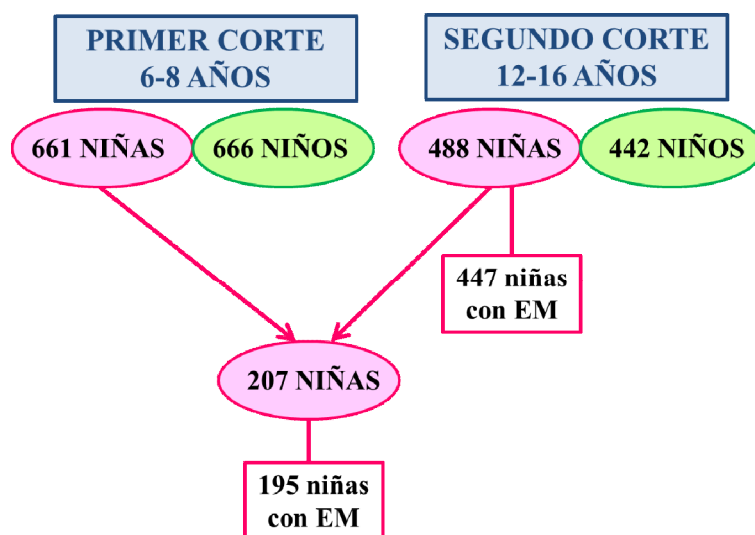 PRIMER CORTE
6-8 AÑOS
SEGUNDO CORTE
12-16 AÑOS
661 NIÑAS
666 NIÑOS
488 NIÑAS
442 NIÑOS
447 niñas
con EM
207 NIÑAS
195 niñas
con EM